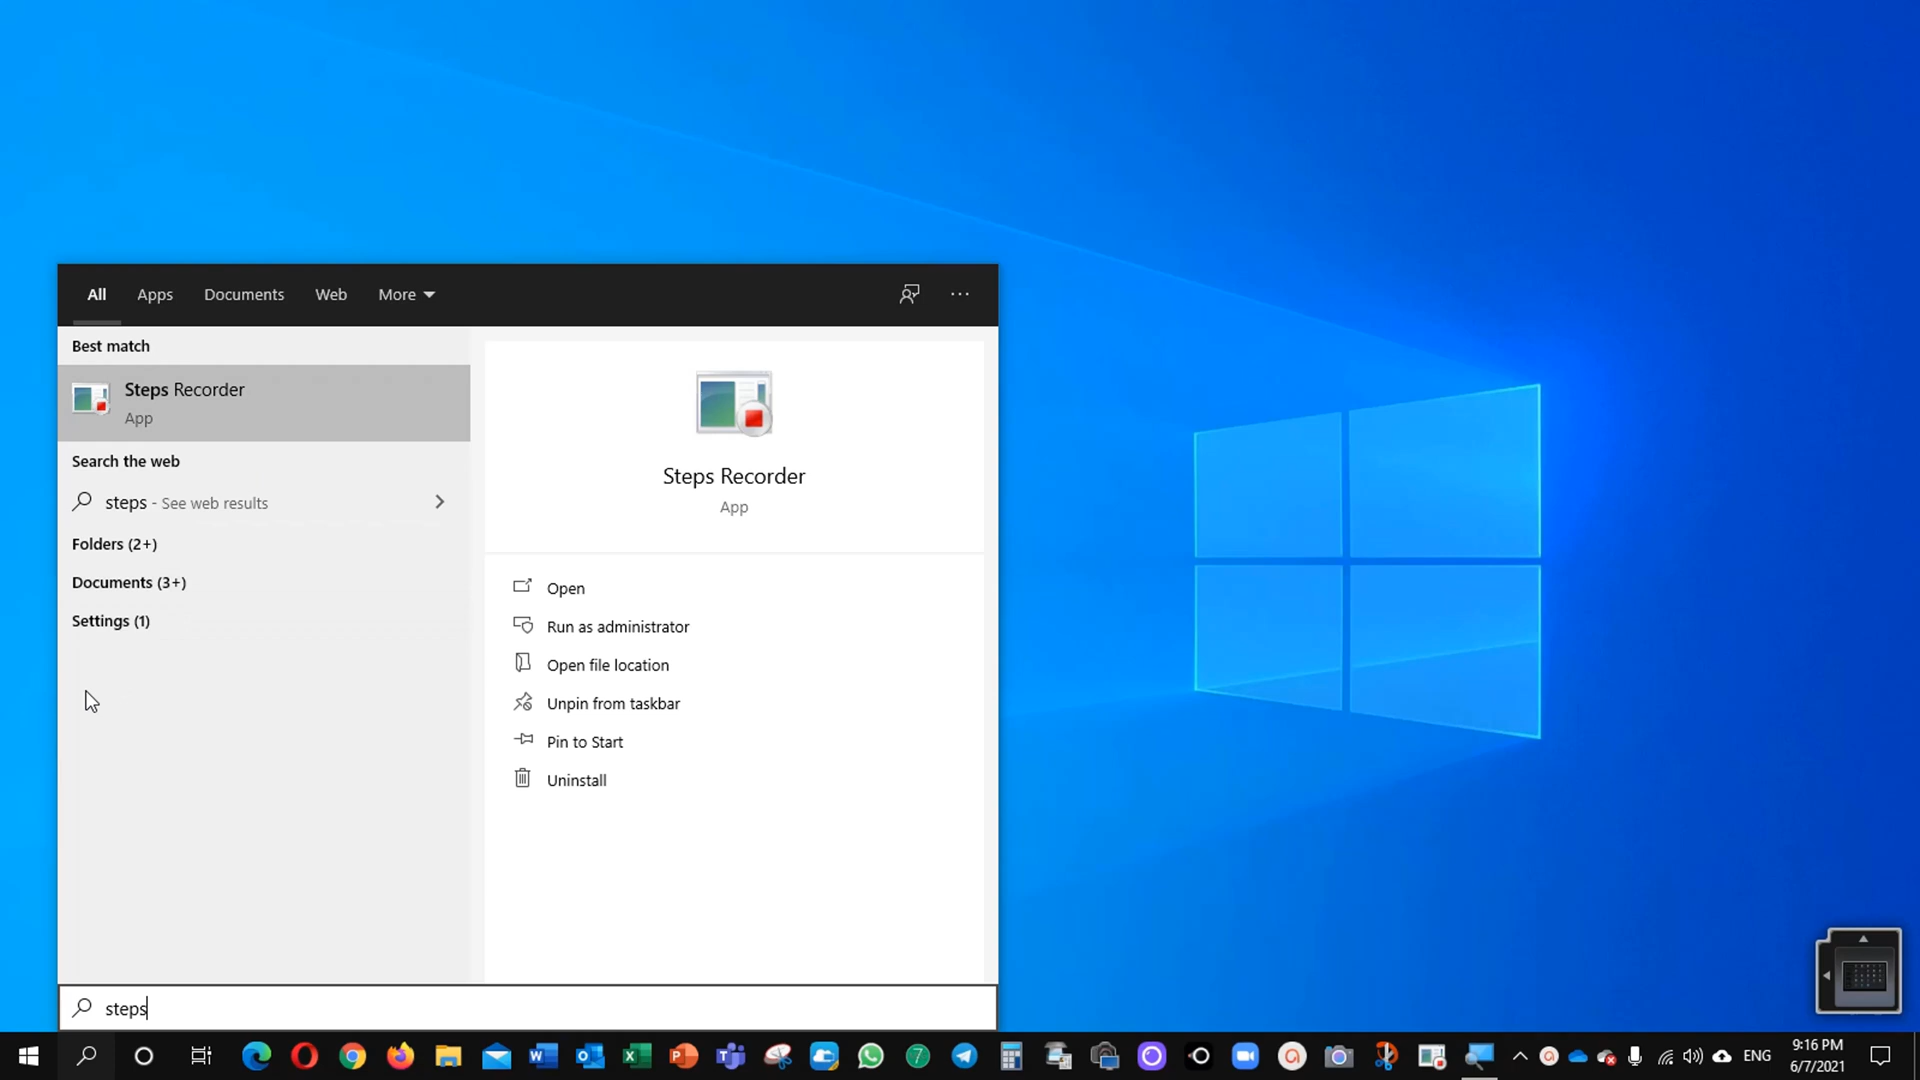 All
Apps
Documents
Web
More
Best match
Steps Recorder
App
Search the web
steps - See web results
Folders (2+)
Documents (3+)
Settings (1)
Steps Recorder
App
Open
Run as administrator
Open file location
Unpin from taskbar
Pin to Start
Uninstall
steps
ENG
9:16 PM
6/7/2021